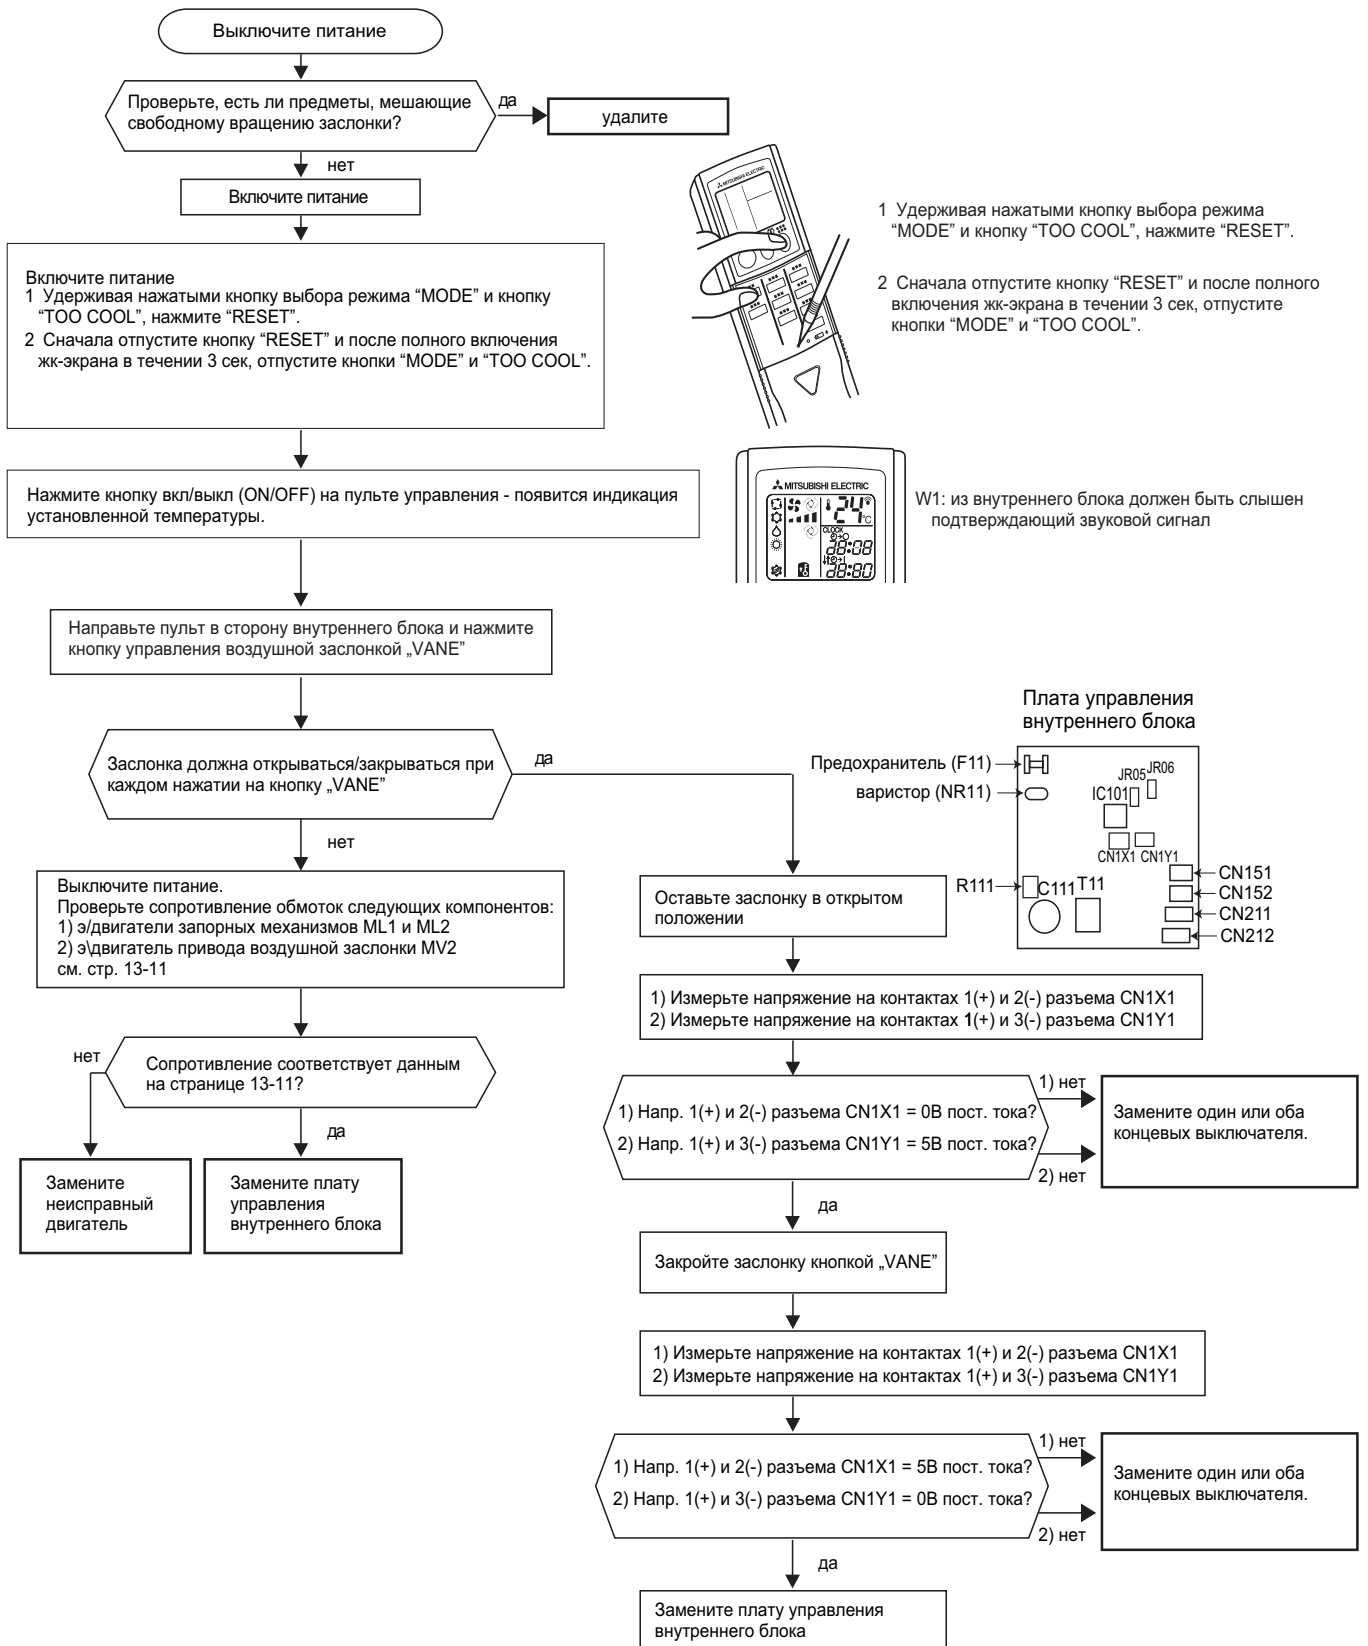 Выключите питание
Проверьте, есть ли предметы, мешающие
свободному вращению заслонки?
да
удалите
нет
Включите питание
Включите питание
1 Удерживая нажатыми кнопку выбора режима “MODE” и кнопку
“TOO COOL”, нажмите “RESET”.
2 Сначала отпустите кнопку “RESET” и после полного включения
жк-экрана в течении 3 сек, отпустите кнопки “MODE” и “TOO COOL”.
MITSUBISHI ELECTRIC
1 Удерживая нажатыми кнопку выбора режима
“MODE” и кнопку “TOO COOL”, нажмите “RESET”.
2 Сначала отпустите кнопку “RESET” и после полного
включения жк-экрана в течении 3 сек, отпустите
кнопки “MODE” и “TOO COOL”.
Нажмите кнопку вкл/выкл (ON/OFF) на пульте управления - появится индикация
установленной температуры.
MITSUBISHI ELECTRIC
24°C
CLOCK
28:08
28:80
W1: из внутреннего блока должен быть слышен
подтверждающий звуковой сигнал
Направьте пульт в сторону внутреннего блока и нажмите
кнопку управления воздушной заслонкой „VANE”
Заслонка должна открываться/закрываться при
каждом нажатии на кнопку „VANE”
да
нет
Плата управления
внутреннего блока
Предохранитель (F11)
варистор (NR11)
JR05
JR06
IC101
CN1X1 CN1Y1
R111
C111
T11
CN151
CN152
CN211
CN212
Выключите питание.
Проверьте сопротивление обмоток следующих компонентов:
1) э/двигатели запорных механизмов ML1 и ML2
2) э\двигатель привода воздушной заслонки MV2
см. стр. 13-11
Сопротивление соответствует данным
на странице 13-11?
нет
да
Замените
неисправный
двигатель
Замените плату
управления
внутреннего блока
Оставьте заслонку в открытом
положении
1) Измерьте напряжение на контактах 1(+) и 2(-) разъема CN1X1
2) Измерьте напряжение на контактах 1(+) и 3(-) разъема CN1Y1
1) Напр. 1(+) и 2(-) разъема CN1X1 = 0В пост. тока?
2) Напр. 1(+) и 3(-) разъема CN1Y1 = 5В пост. тока?
1) нет
2) нет
Замените один или оба
концевых выключателя.
да
Закройте заслонку кнопкой „VANE”
1) Измерьте напряжение на контактах 1(+) и 2(-) разъема CN1X1
2) Измерьте напряжение на контактах 1(+) и 3(-) разъема CN1Y1
1) Напр. 1(+) и 2(-) разъема CN1X1 = 5В пост. тока?
2) Напр. 1(+) и 3(-) разъема CN1Y1 = 0В пост. тока?
1) нет
2) нет
Замените один или оба
концевых выключателя.
да
Замените плату управления
внутреннего блока